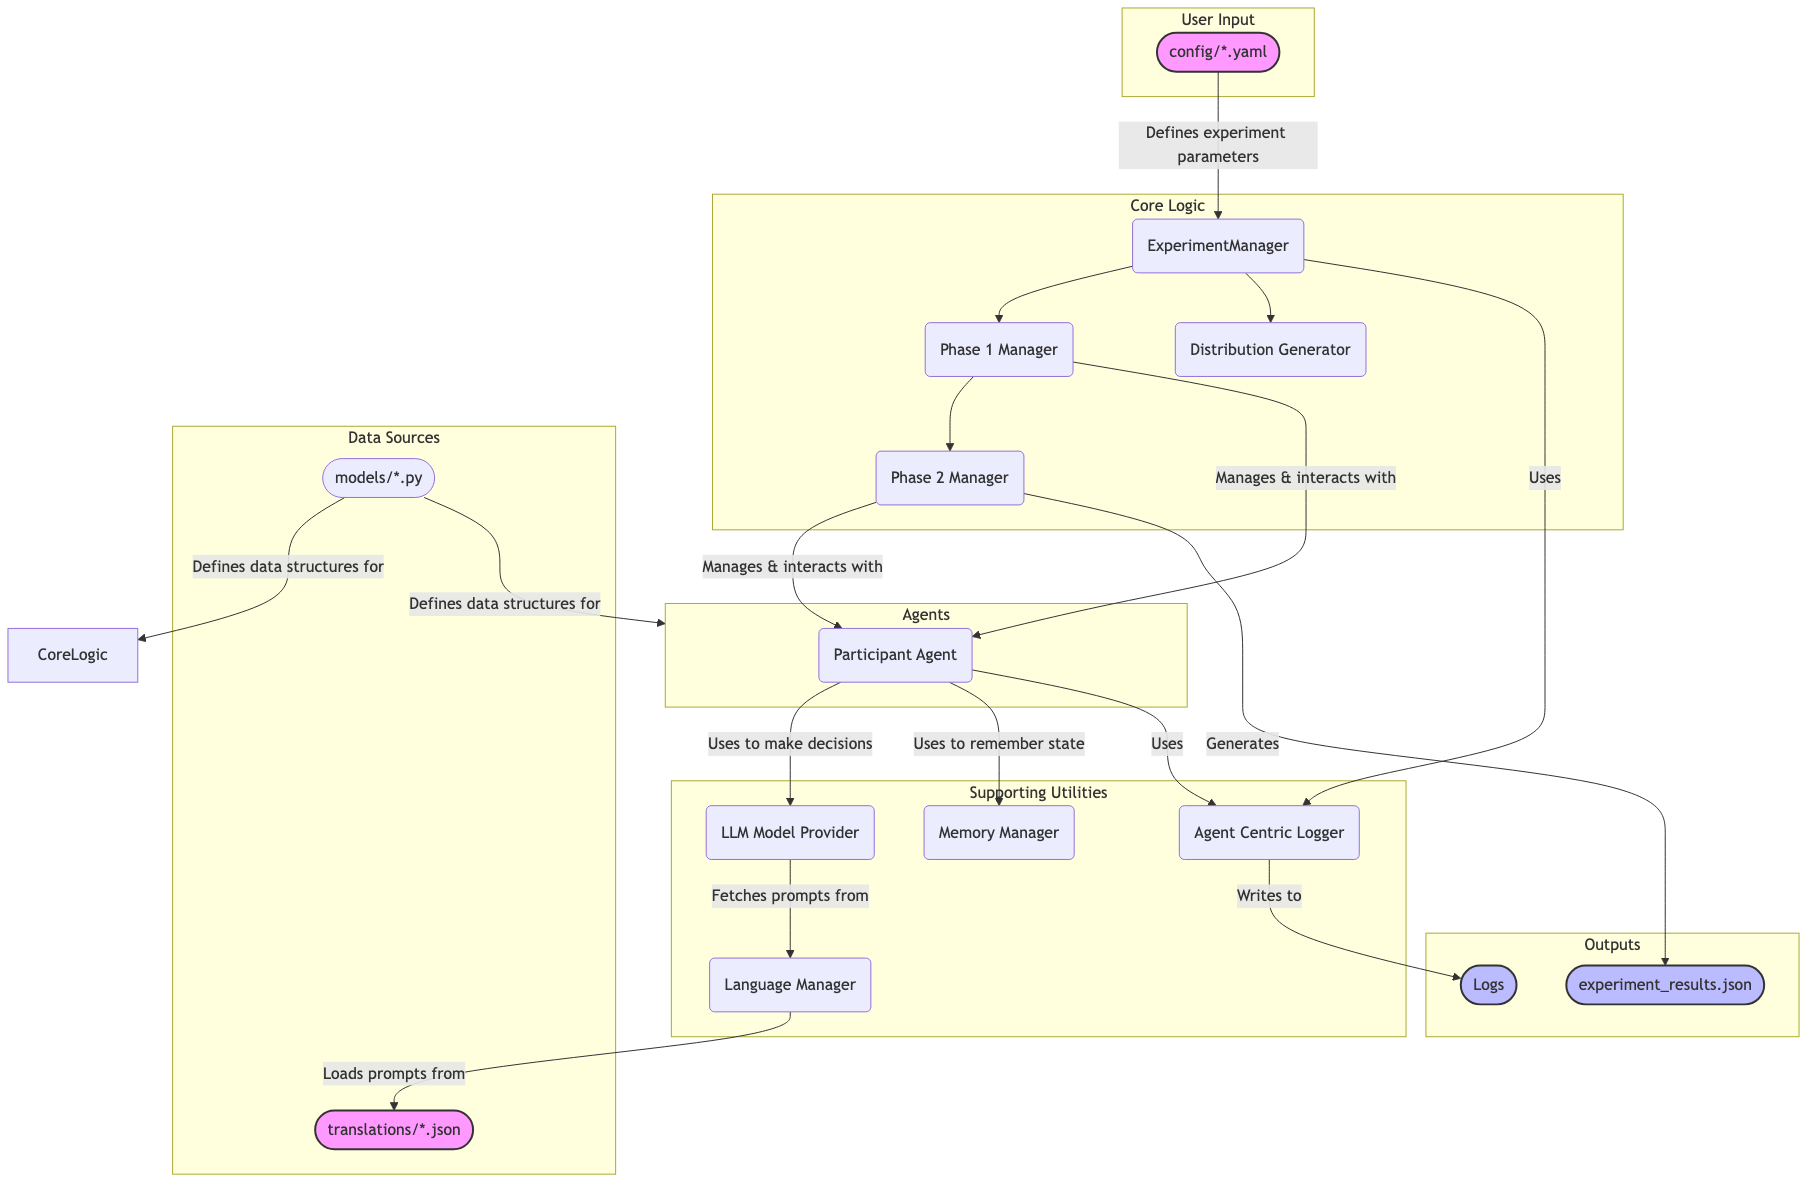 User Input
config/*.yaml
Defines experiment
parameters
Core Logic
ExperimentManager
Phase 1 Manager
Distribution Generator
Data Sources
models/*.py
Phase 2 Manager
Manages & interacts with
Uses
Defines data structures for
Manages & interacts with
Defines data structures for
Agents
CoreLogic
Participant Agent
Uses to make decisions
Uses to remember state
Uses
Generates
Supporting Utilities
LLM Model Provider
Memory Manager
Agent Centric Logger
Fetches prompts from
Writes to
Outputs
Language Manager
Logs
experiment_results.json
Loads prompts from
translations/*.json